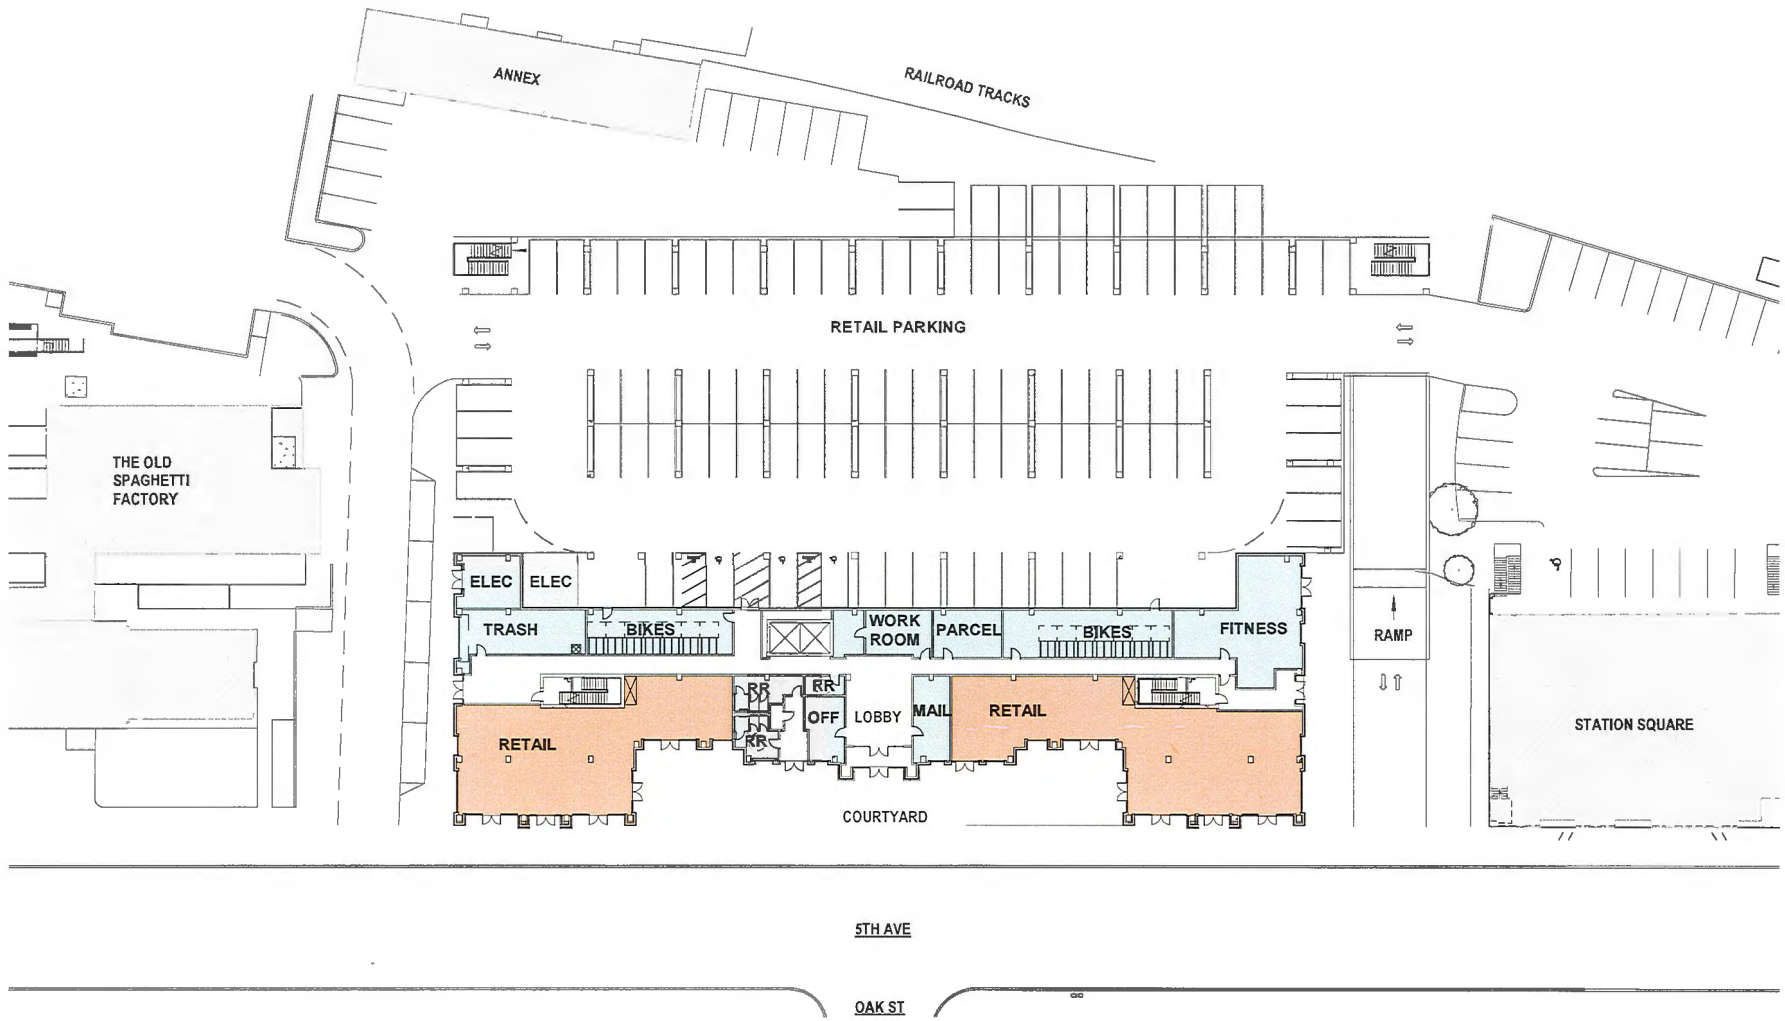 ANNEX
RAILROAD TRACKS
RETAIL PARKING
THE OLD
SPAGHETTI
FACTORY
ELEC
ELEC
TRASH
BIKES
WORK
ROOM
PARCEL
BIKES
FITNESS
RAMP
RR
RR
OFF
LOBBY
MAIL
RETAIL
RETAIL
RR
STATION SQUARE
COURTYARD
5TH AVE
OAK ST